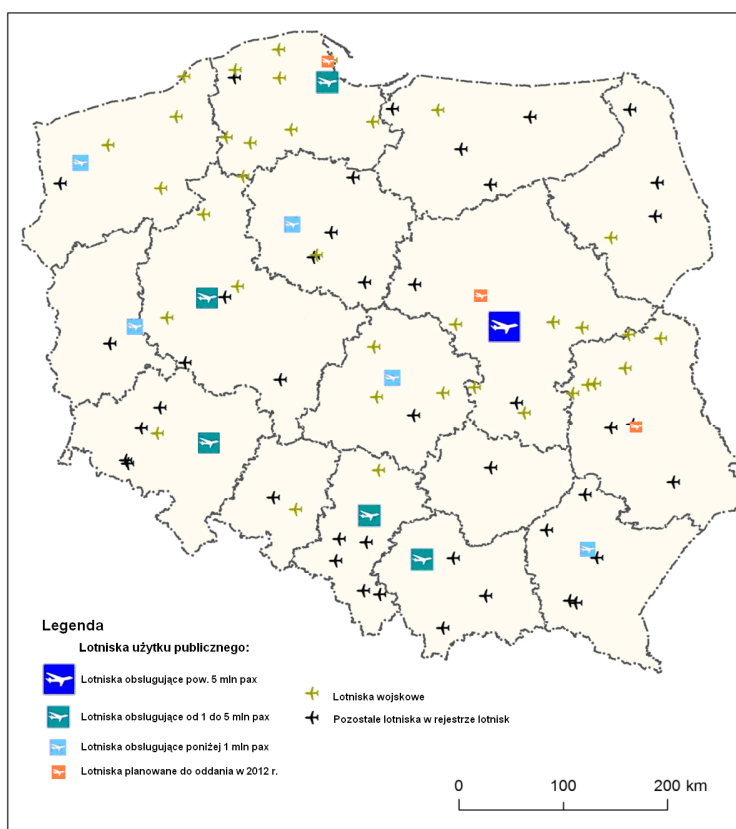 Legenda
Lotniska użytku publicznego:
Lotniska obsługujące pow. 5 mln pax
Lotniska obsługujące od 1 do 5 mln pax
Lotniska obsługujące poniżej 1 mln pax
Lotniska planowane do oddania w 2012 r.
Lotniska wojskowe
Pozostałe lotniska w rejestrze lotnisk
0 100 200 km